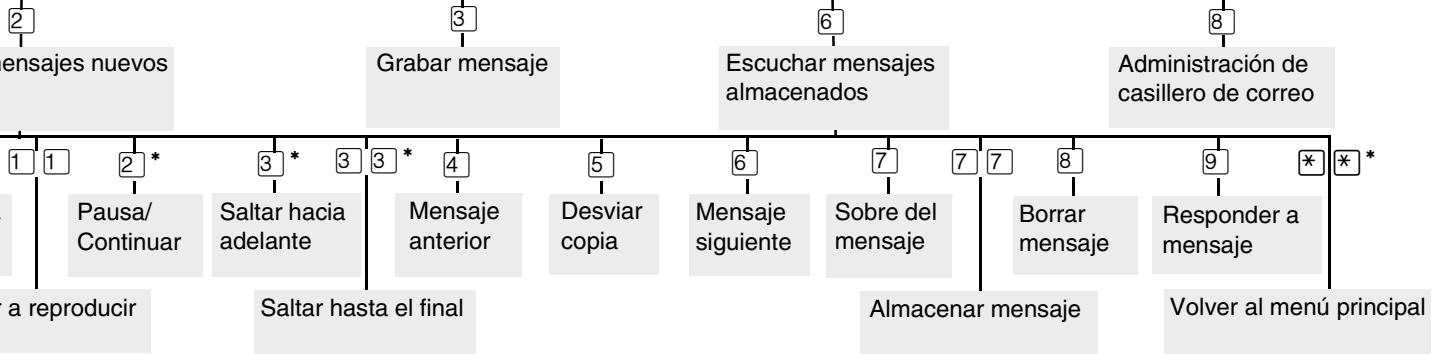 2
3
6
8
mensajes nuevos
Grabar mensaje
Escuchar mensajes
almacenados
Administración de
casillero de correo
1 1
2 *
3 *
3 3 *
4
5
6
7
7 7
8
9
* * *
Pausa/
Continuar
Saltar hacia
adelante
Mensaje
anterior
Desviar
copia
Mensaje
siguiente
Sobre del
mensaje
Borrar
mensaje
Responder a
mensaje
a reproducir
Saltar hasta el final
Almacenar mensaje
Volver al menú principal